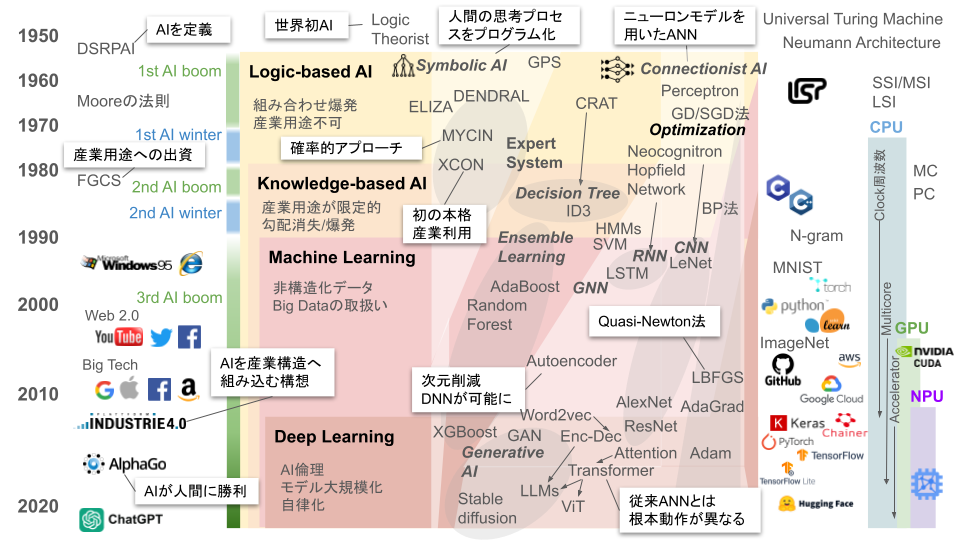 1950
1960
1970
1980
1990
2000
2010
2020
DSRPAI
AIを定義
1st AI boom
Mooreの法則
1st AI winter
産業用途への出資
FGCS
2nd AI boom
2nd AI winter
Microsoft
Windows95
3rd AI boom
Web 2.0
YouTube
Big Tech
AIを産業構造へ
組み込む構想
PLATTFORM
INDUSTRIE4.0
AlphaGo
AIが人間に勝利
ChatGPT
世界初AI
Logic
Theorist
人間の思考プロセ
スをプログラム化
ニューロンモデルを
用いたANN
Logic-based AI
組み合わせ爆発
産業用途不可
Symbolic AI
GPS
Connectionist AI
Perceptron
ELIZA
DENDRAL
CRAT
GD/SGD法
Optimization
確率的アプローチ
MYCIN
XCON
Expert
System
Neocognitron
Hopfield
Network
Knowledge-based AI
産業用途が限定的
勾配消失/爆発
初の本格
産業利用
Decision Tree
ID3
BP法
HMMs
SVM
Ensemble
Learning
RNN
CNN
LSTM
LeNet
Machine Learning
非構造化データ
Big Dataの取扱い
AdaBoost
GNN
Random
Forest
Quasi-Newton法
Autoencoder
次元削減
DNNが可能に
LBFGS
AlexNet
AdaGrad
Word2vec
ResNet
Deep Learning
AI倫理
モデル大規模化
自律化
XGBoost
GAN
Enc-Dec
Attention
Adam
Generative
AI
Transformer
LLMs
ViT
Stable
diffusion
従来ANNとは
根本動作が異なる
Universal Turing Machine
Neumann Architecture
LISP
SSI/MSI
LSI
CPU
Clock周波数
MC
PC
C
C++
N-gram
MNIST
torch
python
learn
Multicore
GPU
ImageNet
aws
NVIDIA
CUDA
GitHub
Google Cloud
Accelerator
NPU
Keras
Chainer
PyTorch
TensorFlow
TensorFlow Lite
Hugging Face